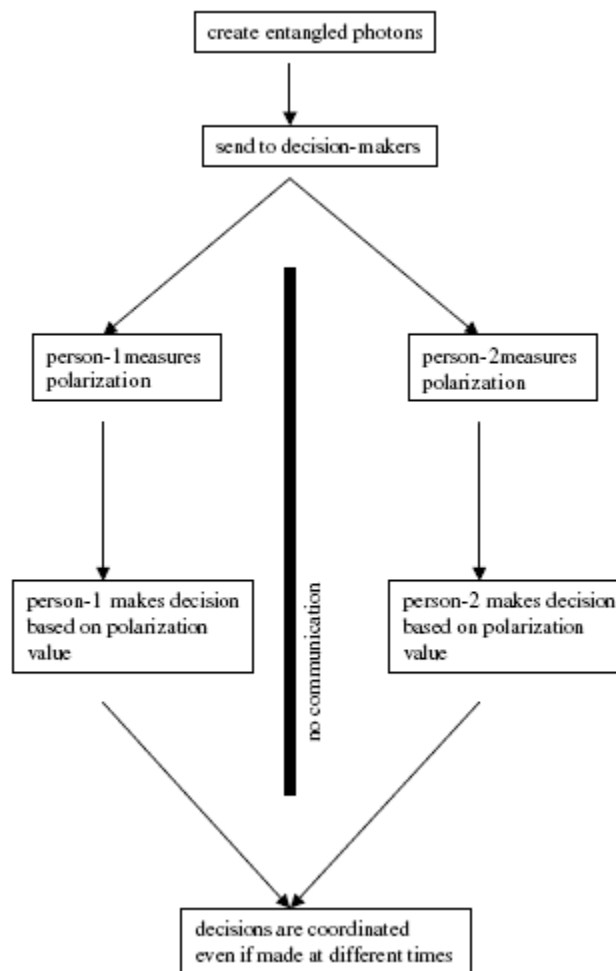 create entangled photons
send to decision-makers
person-1measures
polarization
person-2measures
polarization
no communication
person-1 makes decision
based on polarization
value
person-2 makes decision
based on polarization
value
decisions are coordinated
even if made at different times